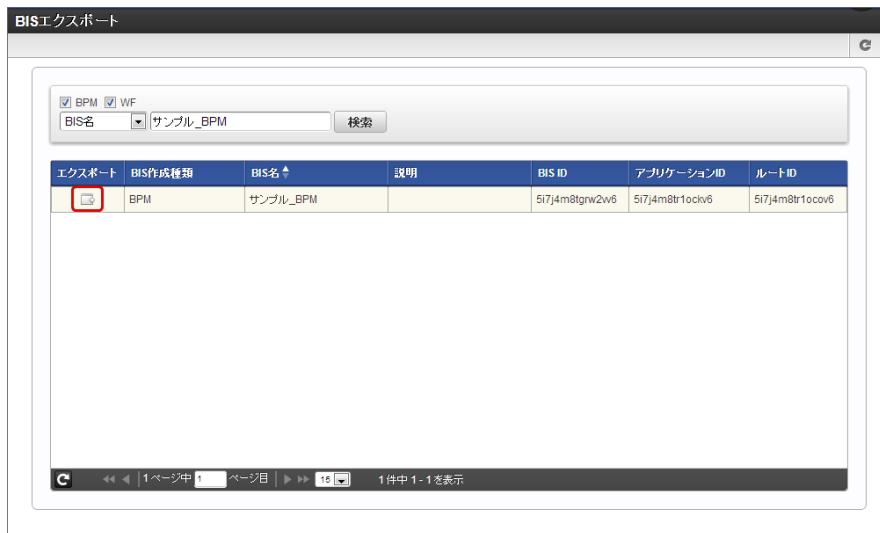 BISエクスポート
BPM WF
BIS名 サンプル_BPM 検索
エクスポート BIS作成種類 BIS名 説明 BIS ID アプリケーションID ルートID
BPM サンプル_BPM 5i7j4m8tgrw2vv6 5i7j4m8tr1ockv6 5i7j4m8tr1ocov6
1ページ中 1 ページ目 15 1件中 1 - 1 を表示